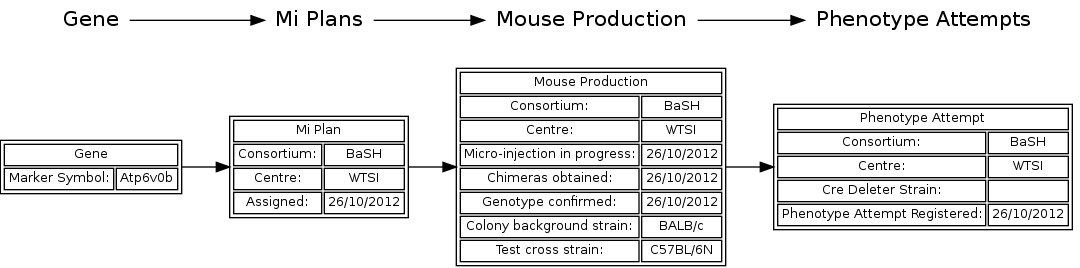 Gene Mi Plans Mouse Production Phenotype Attempts
Gene
Marker Symbol: Atp6v0b
Mi Plan
Consortium: BaSH
Centre: WTSI
Assigned: 26/10/2012
Mouse Production
Consortium: BaSH
Centre: WTSI
Micro-injection in progress: 26/10/2012
Chimeras obtained: 26/10/2012
Genotype confirmed: 26/10/2012
Colony background strain: BALB/c
Test cross strain: C57BL/6N
Phenotype Attempt
Consortium: BaSH
Centre: WTSI
Cre Deleter Strain:
Phenotype Attempt Registered: 26/10/2012